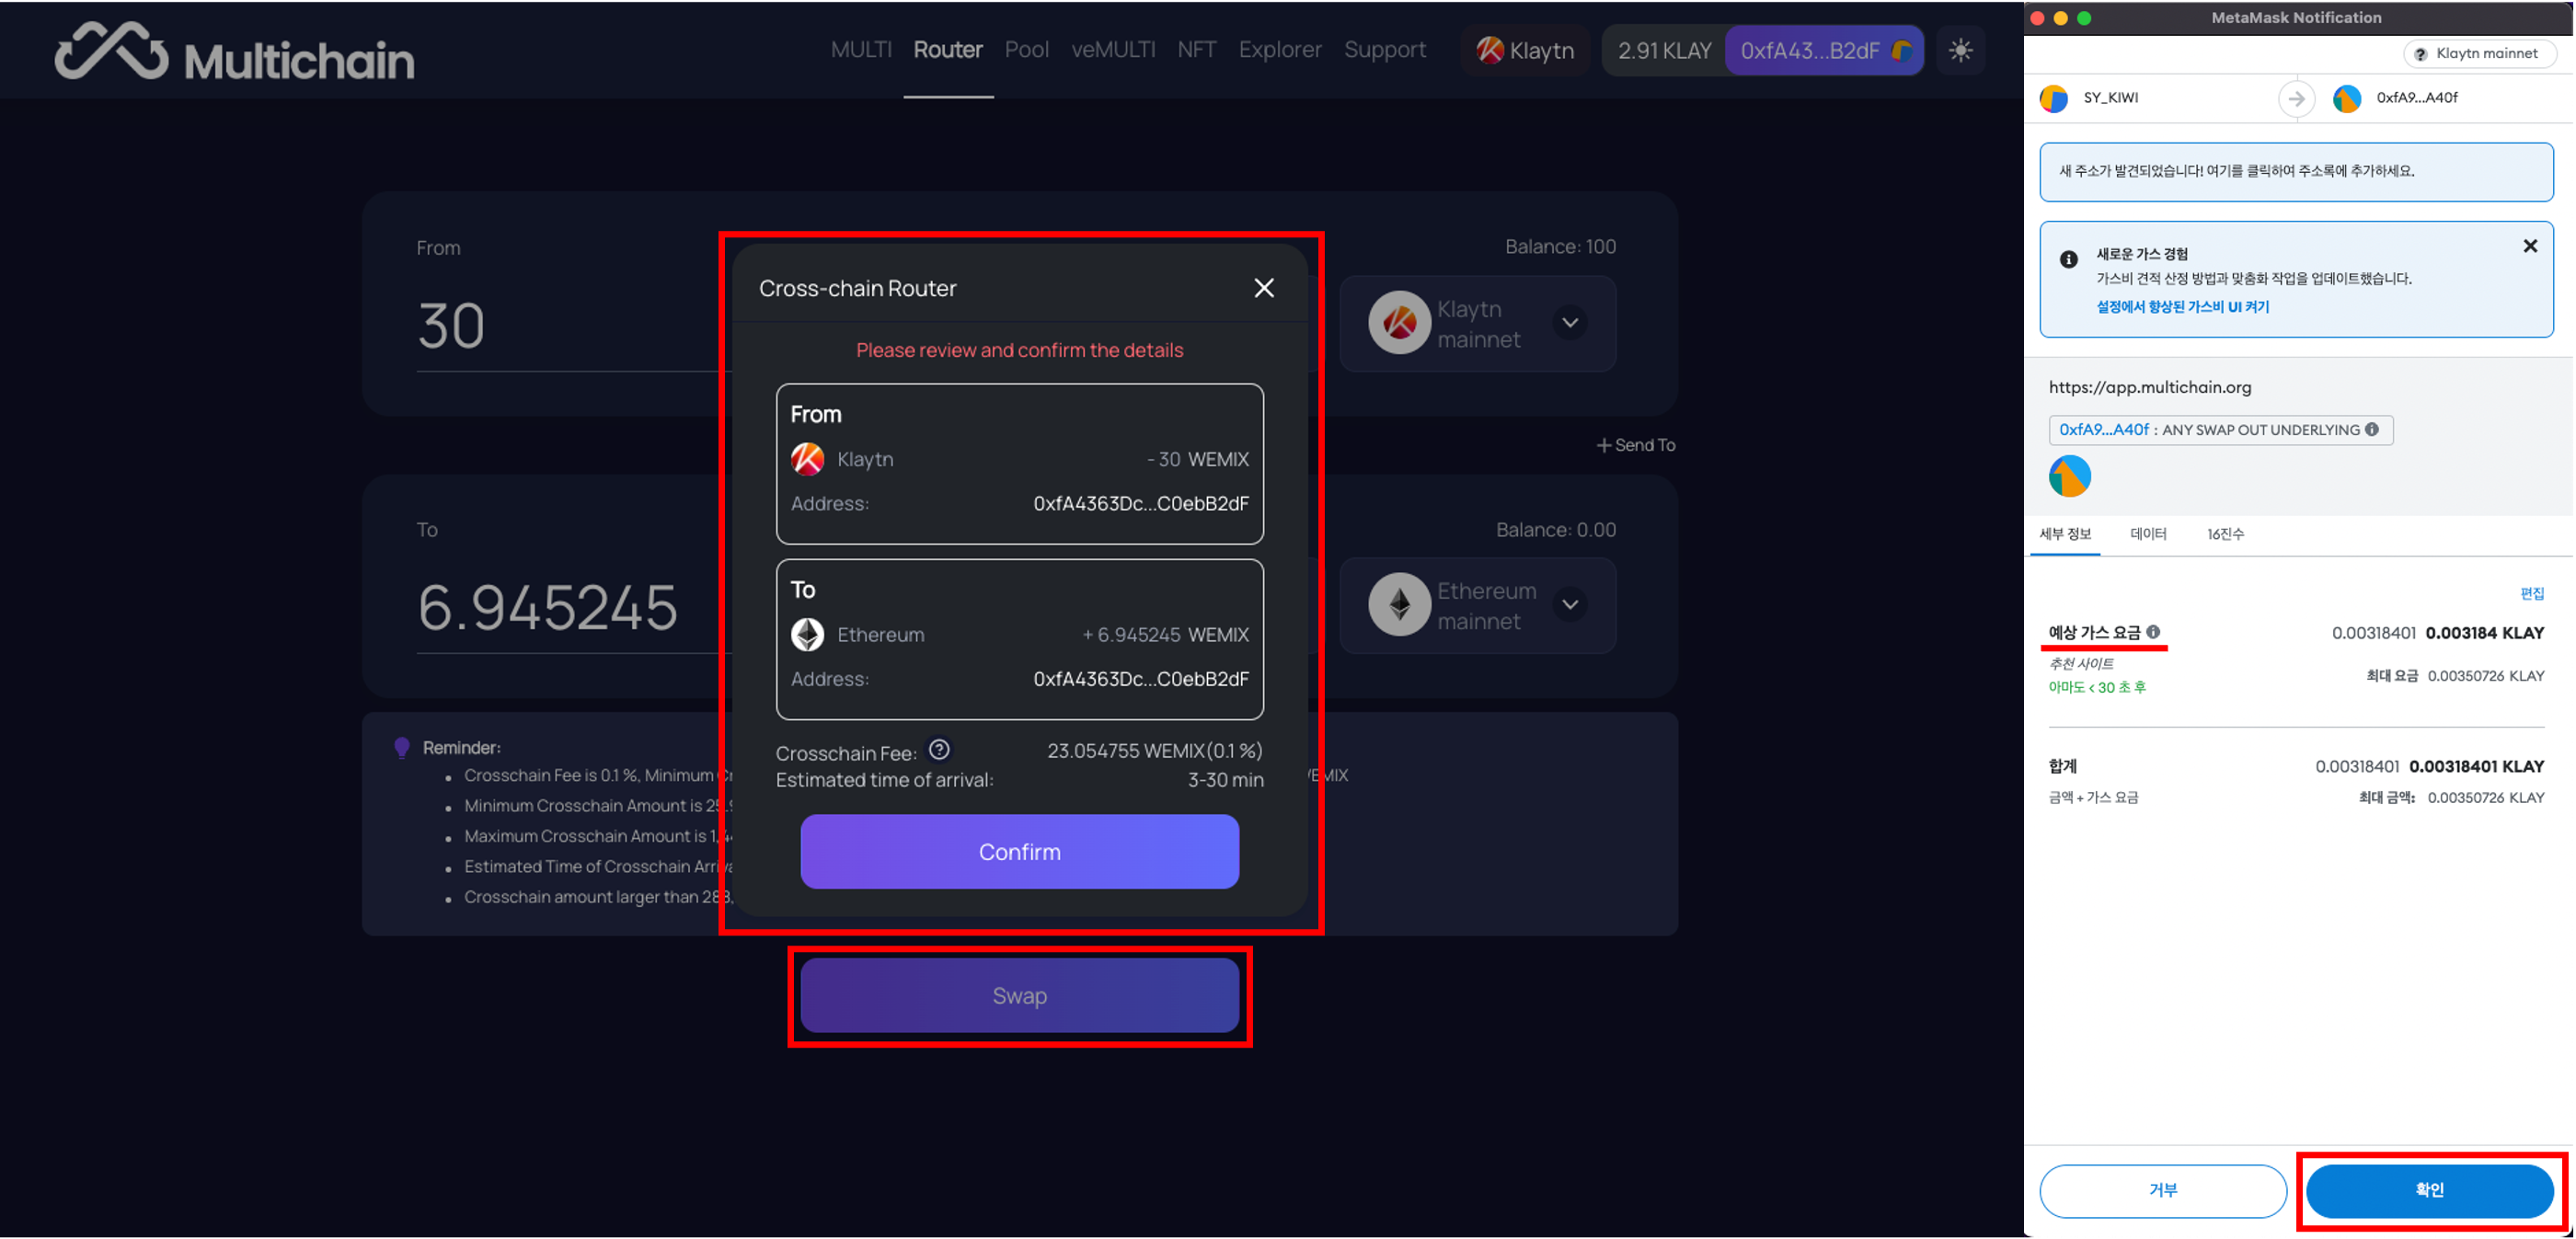 Multichain
MULTI Router Pool veMULTI NFT Explorer Support Klaytn 2.91 KLAY 0xfA43...B2dF
From
Balance: 100
30
Klaytn
mainnet
Send To
To
Balance: 0.00
6.945245
Ethereum
mainnet
Reminder:
Crosschain Fee is 0.1 %, Minimum
Minimum Crosschain Amount is
Maximum Crosschain Amount is
Estimated Time of Crosschain
Crosschain amount larger than
Cross-chain Router
Please review and confirm the details
From
Klaytn - 30 WEMIX
Address: 0xfA4363Dc...C0ebB2dF
To
Ethereum + 6.945245 WEMIX
Address: 0xfA4363Dc...C0ebB2dF
Crosschain Fee: 23.054755 WEMIX(0.1 %)
Estimated time of arrival: 3-30 min
Confirm
Swap
MetaMask Notification
Klaytn mainnet
SY_KIWI 0xfA9...A40f
새 주소가 발견되었습니다! 여기를 클릭하여 주소록에 추가하세요.
새로운 가스 경험
가스비 견적 산정 방법과 맞춤화 작업을 업데이트했습니다.
설정에서 향상된 가스비 UI 켜기
https://app.multichain.org
0xfA9...A40f : ANY SWAP OUT UNDERLYING
세부 정보 데이터 16진수
편집
예상 가스 요금 0.00318401 0.003184 KLAY
추천 사이트
최대 요금 0.00350726 KLAY
아마도 < 30 초 후
합계 0.00318401 0.00318401 KLAY
금액 + 가스 요금 최대 금액: 0.00350726 KLAY
거부 확인